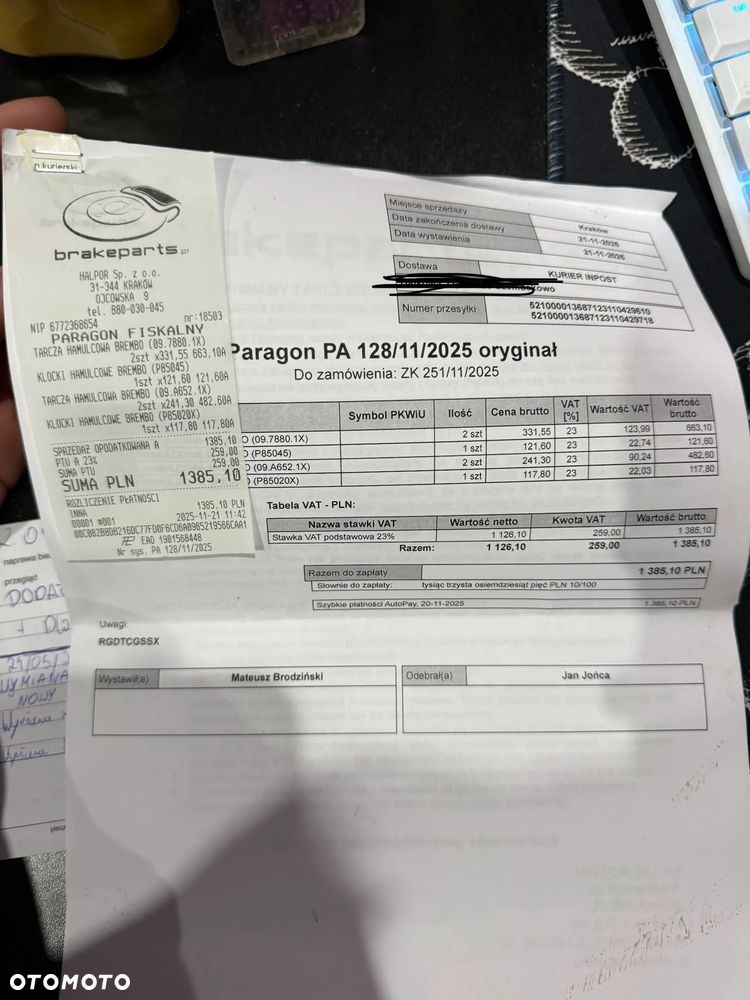 n kurierski
brakeparts.pl
HALPOR Sp. z o.o.
31-344 KRAKÓW
OJCOWSKA 9
tel. 880-030-045
NIP 6772368654 nr:18503
PARAGON FISKALNY
TARCZA HAMULCOWA BREMBO (09.7880.1X)
2szt x331,55 663,10A
KLOCKI HAMULCOWE BREMBO (P85045)
1szt x121,60 121,60A
TARCZA HAMULCOWA BREMBO (09.A652.1X)
2szt x241,30 482,60A
KLOCKI HAMULCOWE BREMBO (P85020X)
1szt x117,80 117,80A
SPRZEDAŻ OPODATKOWANA A 1385,10
PTU A 23% 259,00
SUMA PTU 259,00
SUMA PLN 1385,10
ROZLICZENIE PŁATNOŚCI
INNA 1385,10 PLN
00001 #001 2025-11-21 11:42
EAD 1901568448
Nr sys. PA 128/11/2025
Miejsce sprzedaży Kraków
Data zakończenia dostawy 21-11-2025
Data wystawienia 21-11-2025
Dostawa KURIER INPOST
Numer przesyłki 521000013687123110429610
521000013687123110429718
Paragon PA 128/11/2025 oryginał
Do zamówienia: ZK 251/11/2025
Symbol PKWiU Ilość Cena brutto VAT [%] Wartość VAT Wartość brutto
O (09.7880.1X) 2 szt 331,55 23 123,99 663,10
(P85045) 1 szt 121,60 23 22,74 121,60
O (09.A652.1X) 2 szt 241,30 23 90,24 482,60
(P85020X) 1 szt 117,80 23 22,03 117,80
Tabela VAT - PLN:
Nazwa stawki VAT Wartość netto Kwota VAT Wartość brutto
Stawka VAT podstawowa 23% 1 126,10 259,00 1 385,10
Razem: 1 126,10 259,00 1 385,10
Razem do zapłaty 1 385,10 PLN
Słownie do zapłaty: tysiąc trzysta osiemdziesiąt pięć PLN 10/100
Szybkie płatności AutoPay, 20-11-2025 1 385,10 PLN
Uwagi:
RGDTCGSSX
Wystawił(a) Mateusz Brodziński
Odebrał(a) Jan Jońca
naprawa bie
przegląd
DODA
WYMIANA
NOWY
piecz
OTOMOTO